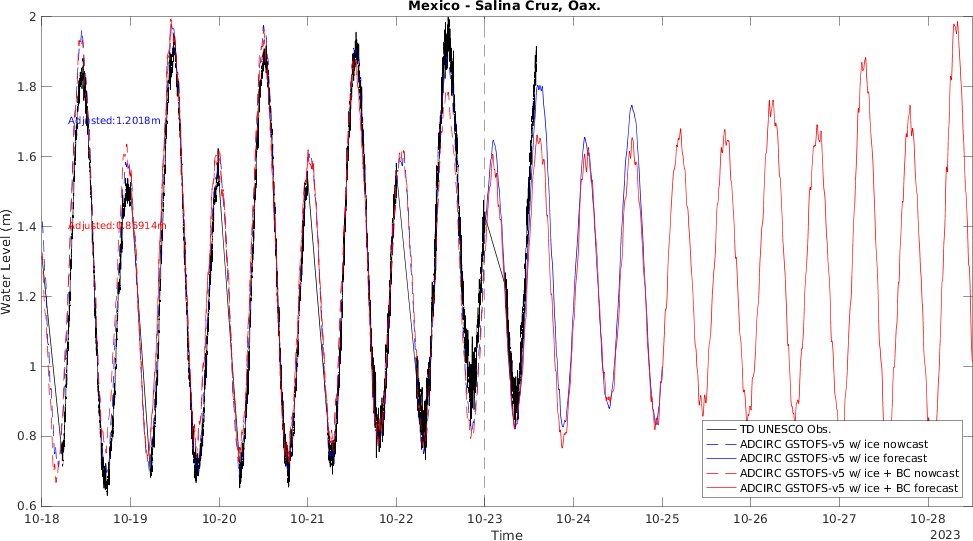 Mexico - Salina Cruz, Oax.
2
1.8
1.6
1.4
1.2
1
0.8
0.6
Water Level (m)
Adjusted:1.2018m
Adjusted:0.86914m
TD UNESCO Obs.
ADCIRC GSTOFS-v5 w/ ice nowcast
ADCIRC GSTOFS-v5 w/ ice forecast
ADCIRC GSTOFS-v5 w/ ice + BC nowcast
ADCIRC GSTOFS-v5 w/ ice + BC forecast
10-18 10-19 10-20 10-21 10-22 10-23 10-24 10-25 10-26 10-27 10-28
2023
Time